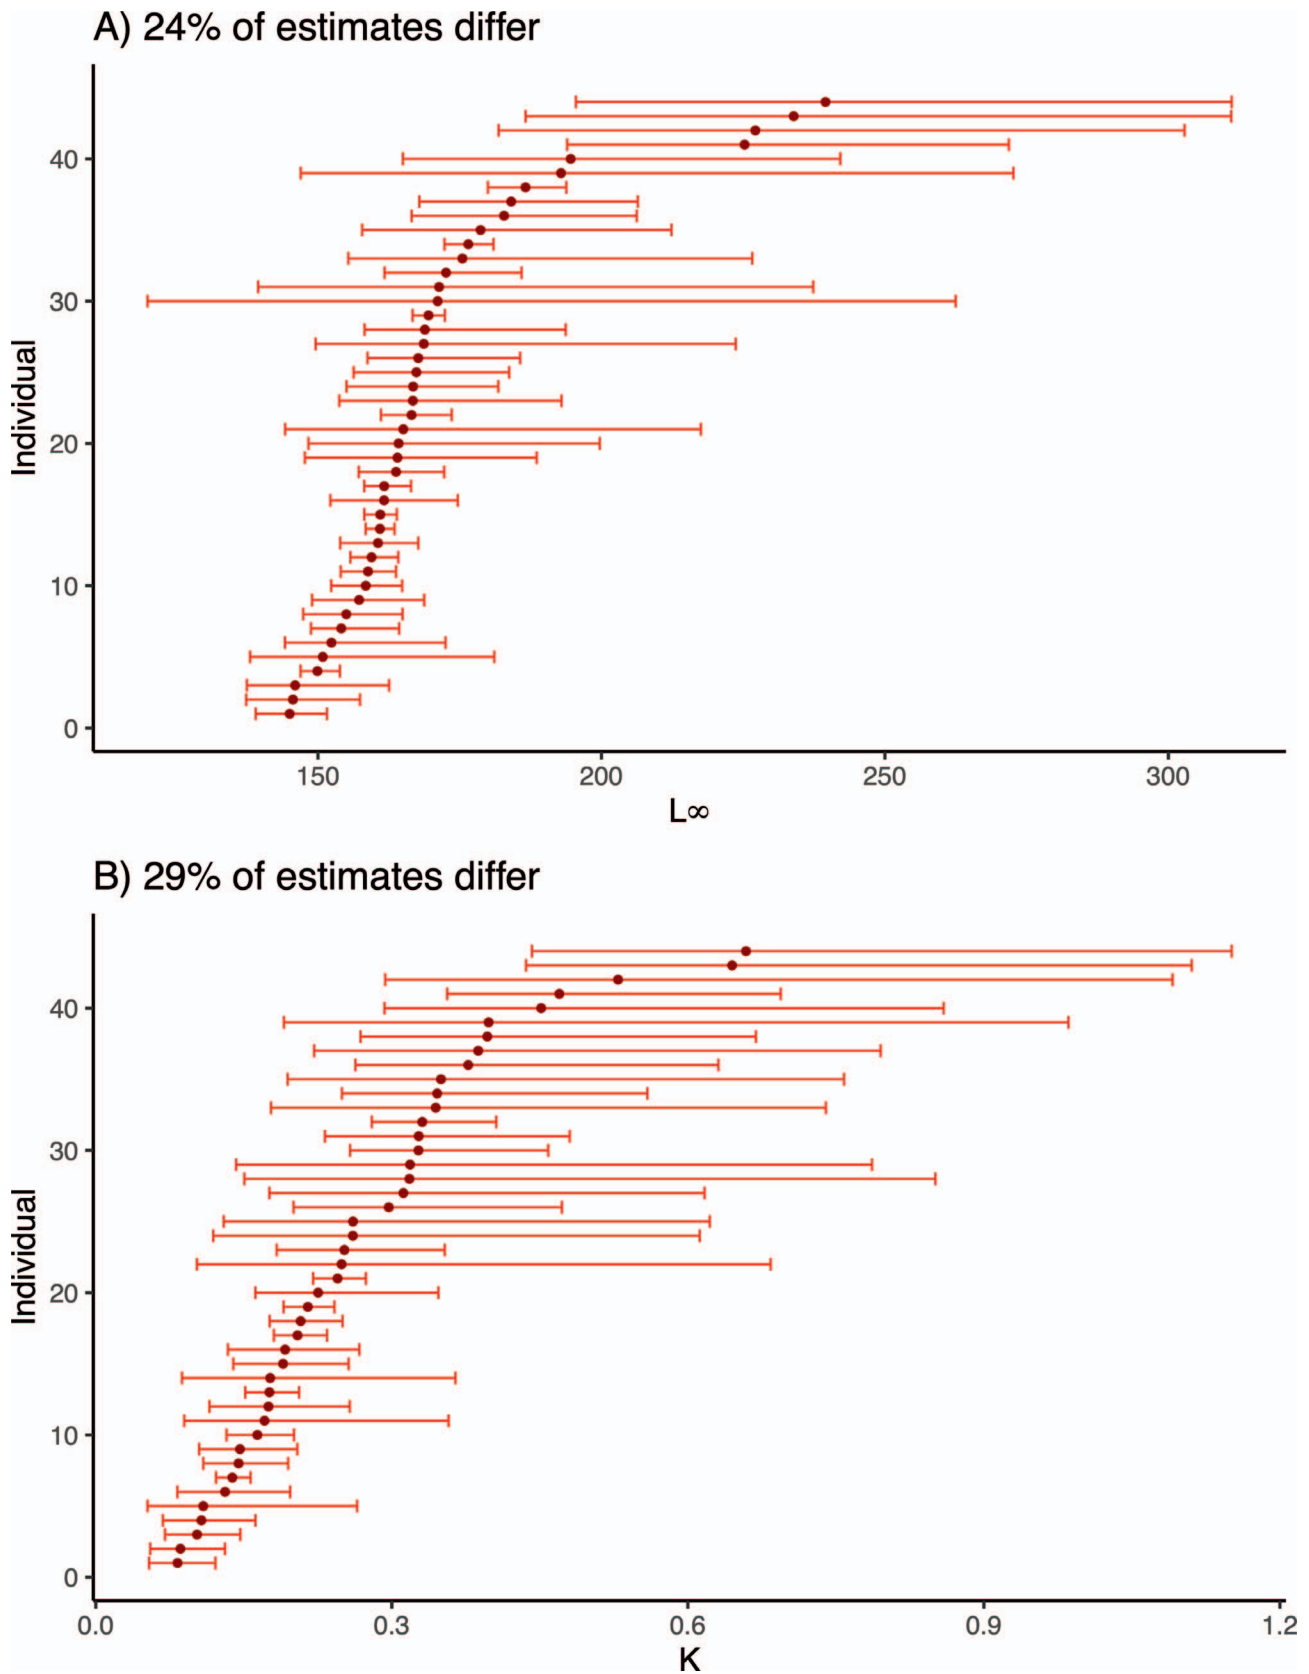 A) 24% of estimates differ
Individual
40
30
20
10
0
150 200 250 300
L∞
B) 29% of estimates differ
Individual
40
30
20
10
0
0.0 0.3 0.6 0.9 1.2
K